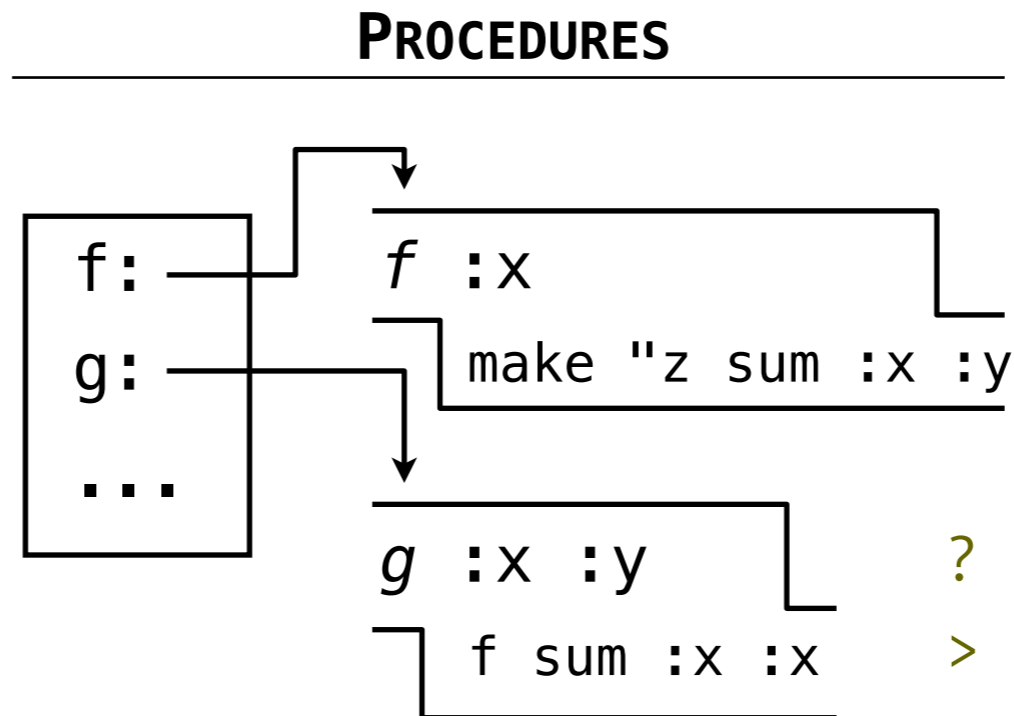 PROCEDURES
f:
g:
...
f :x
make "z sum :x :y
g :x :y
f sum :x :x
?
>